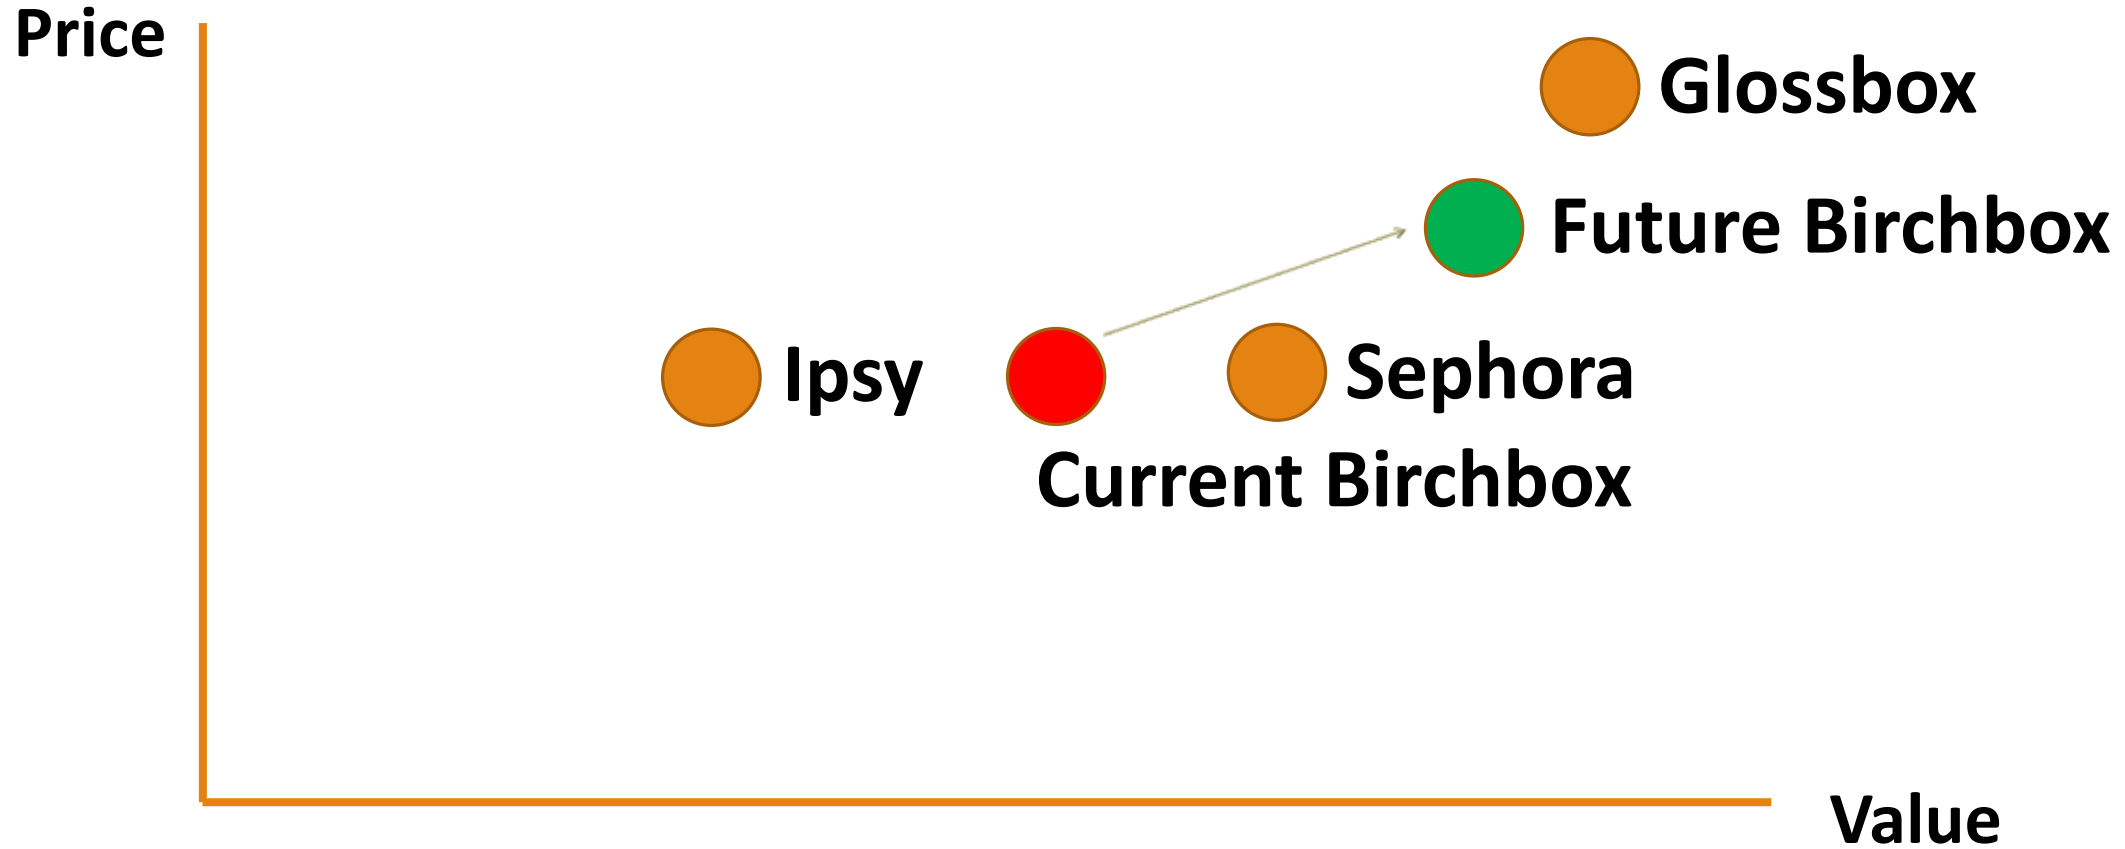 Price
Glossbox
Future Birchbox
Ipsy
Sephora
Current Birchbox
Value